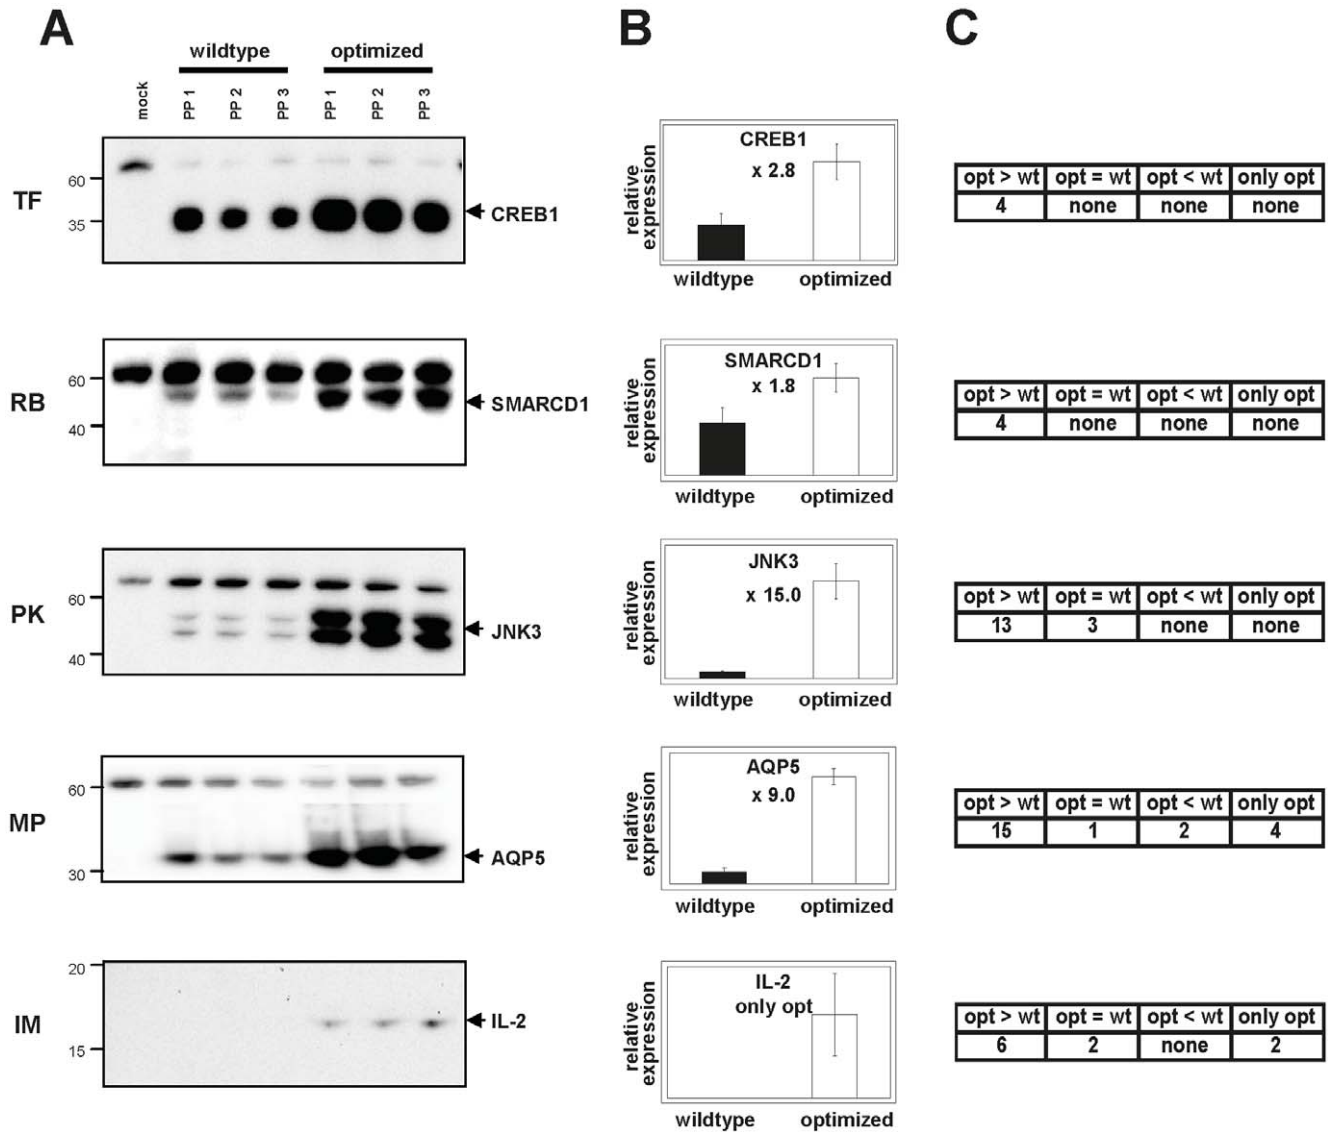 A
B
C
wildtype
optimized
mock
PP 1
PP 2
PP 3
PP 1
PP 2
PP 3
TF
60
35
CREB1
relative
expression
CREB1
x 2.8
wildtype
optimized
opt > wt opt = wt opt < wt only opt
4 none none none
RB
60
40
SMARCD1
relative
expression
SMARCD1
x 1.8
wildtype
optimized
opt > wt opt = wt opt < wt only opt
4 none none none
PK
60
40
JNK3
relative
expression
JNK3
x 15.0
wildtype
optimized
opt > wt opt = wt opt < wt only opt
13 3 none none
MP
60
30
AQP5
relative
expression
AQP5
x 9.0
wildtype
optimized
opt > wt opt = wt opt < wt only opt
15 1 2 4
IM
20
15
IL-2
relative
expression
IL-2
only opt
wildtype
optimized
opt > wt opt = wt opt < wt only opt
6 2 none 2